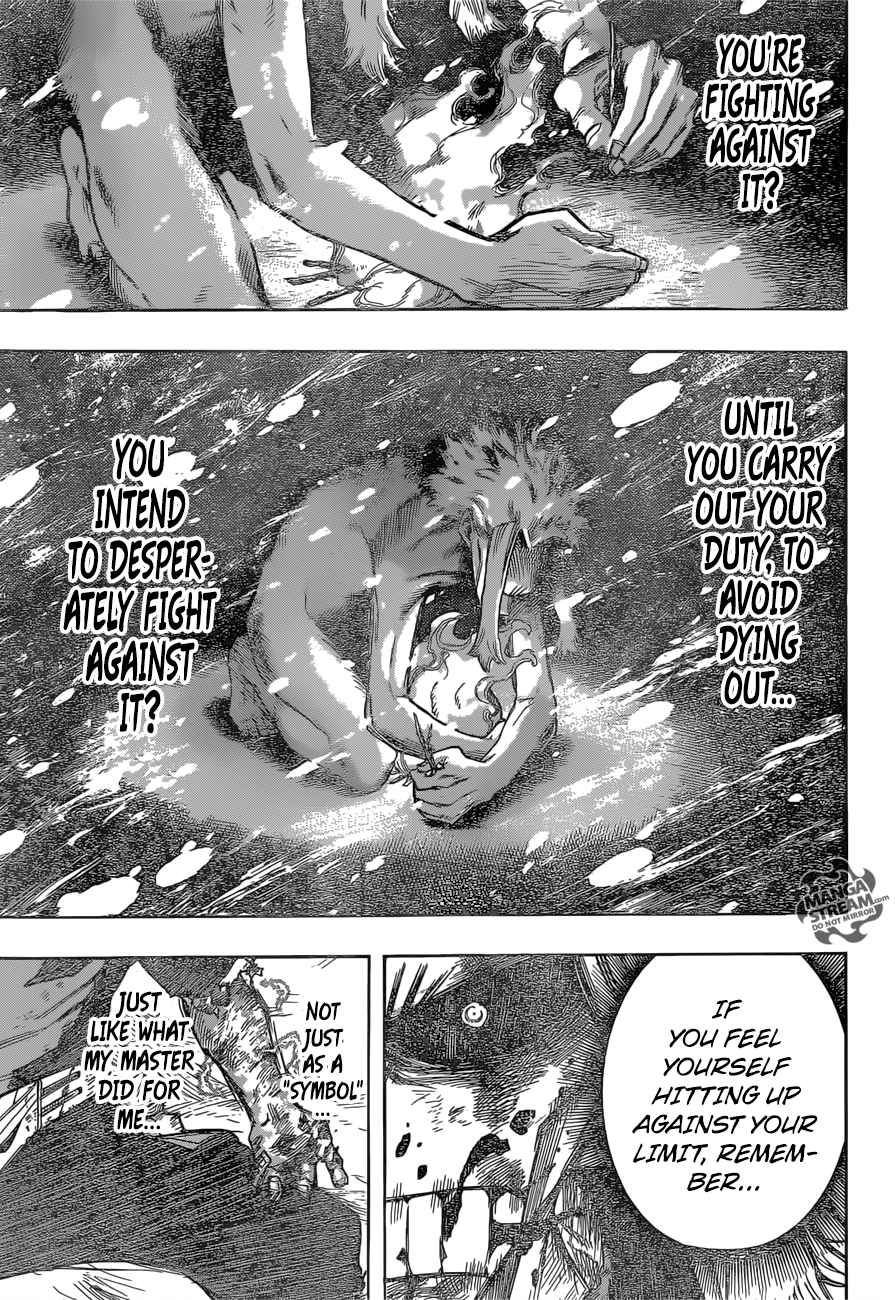 YOU'RE
FIGHTING
AGAINST
IT?
UNTIL
YOU CARRY
OUT YOUR
DUTY, TO
AVOID
DYING
OUT...
YOU
INTEND
TO DESPER-
ATELY FIGHT
AGAINST
IT?
MANGA
STREAM.com
DO NOT MIRROR
IF
YOU FEEL
YOURSELF
HITTING UP
AGAINST YOUR
LIMIT, REMEM-
BER...
NOT
JUST
AS A
"SYMBOL"
...
JUST
LIKE WHAT
MY MASTER
DID FOR
ME...